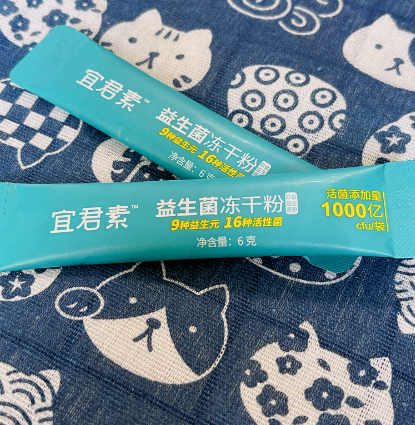 宜君素™
益生菌冻干粉
9种益生元 16种活性菌
净含量：6克
宜君素™
益生菌冻干粉
9种益生元 16种活性菌
净含量：6克
活菌添加量
1000亿
cfu/袋